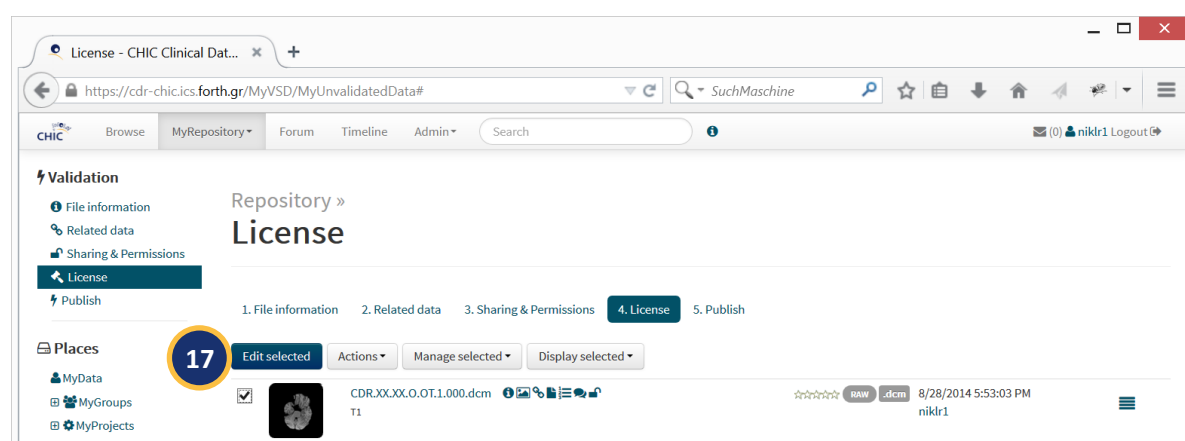 License - CHIC Clinical Dat...
https://cdr-chic.ics.forth.gr/MyVSD/MyUnvalidatedData#
SuchMaschine
CHIC Browse MyRepository Forum Timeline Admin Search (0) niklr1 Logout
Validation
File information
Related data
Sharing & Permissions
License
Publish
Places
MyData
MyGroups
MyProjects
Repository »
License
1. File information 2. Related data 3. Sharing & Permissions 4. License 5. Publish
17 Edit selected Actions Manage selected Display selected
CDR.XX.XX.O.OT.1.000.dcm RAW .dcm 8/28/2014 5:53:03 PM
T1 niklr1